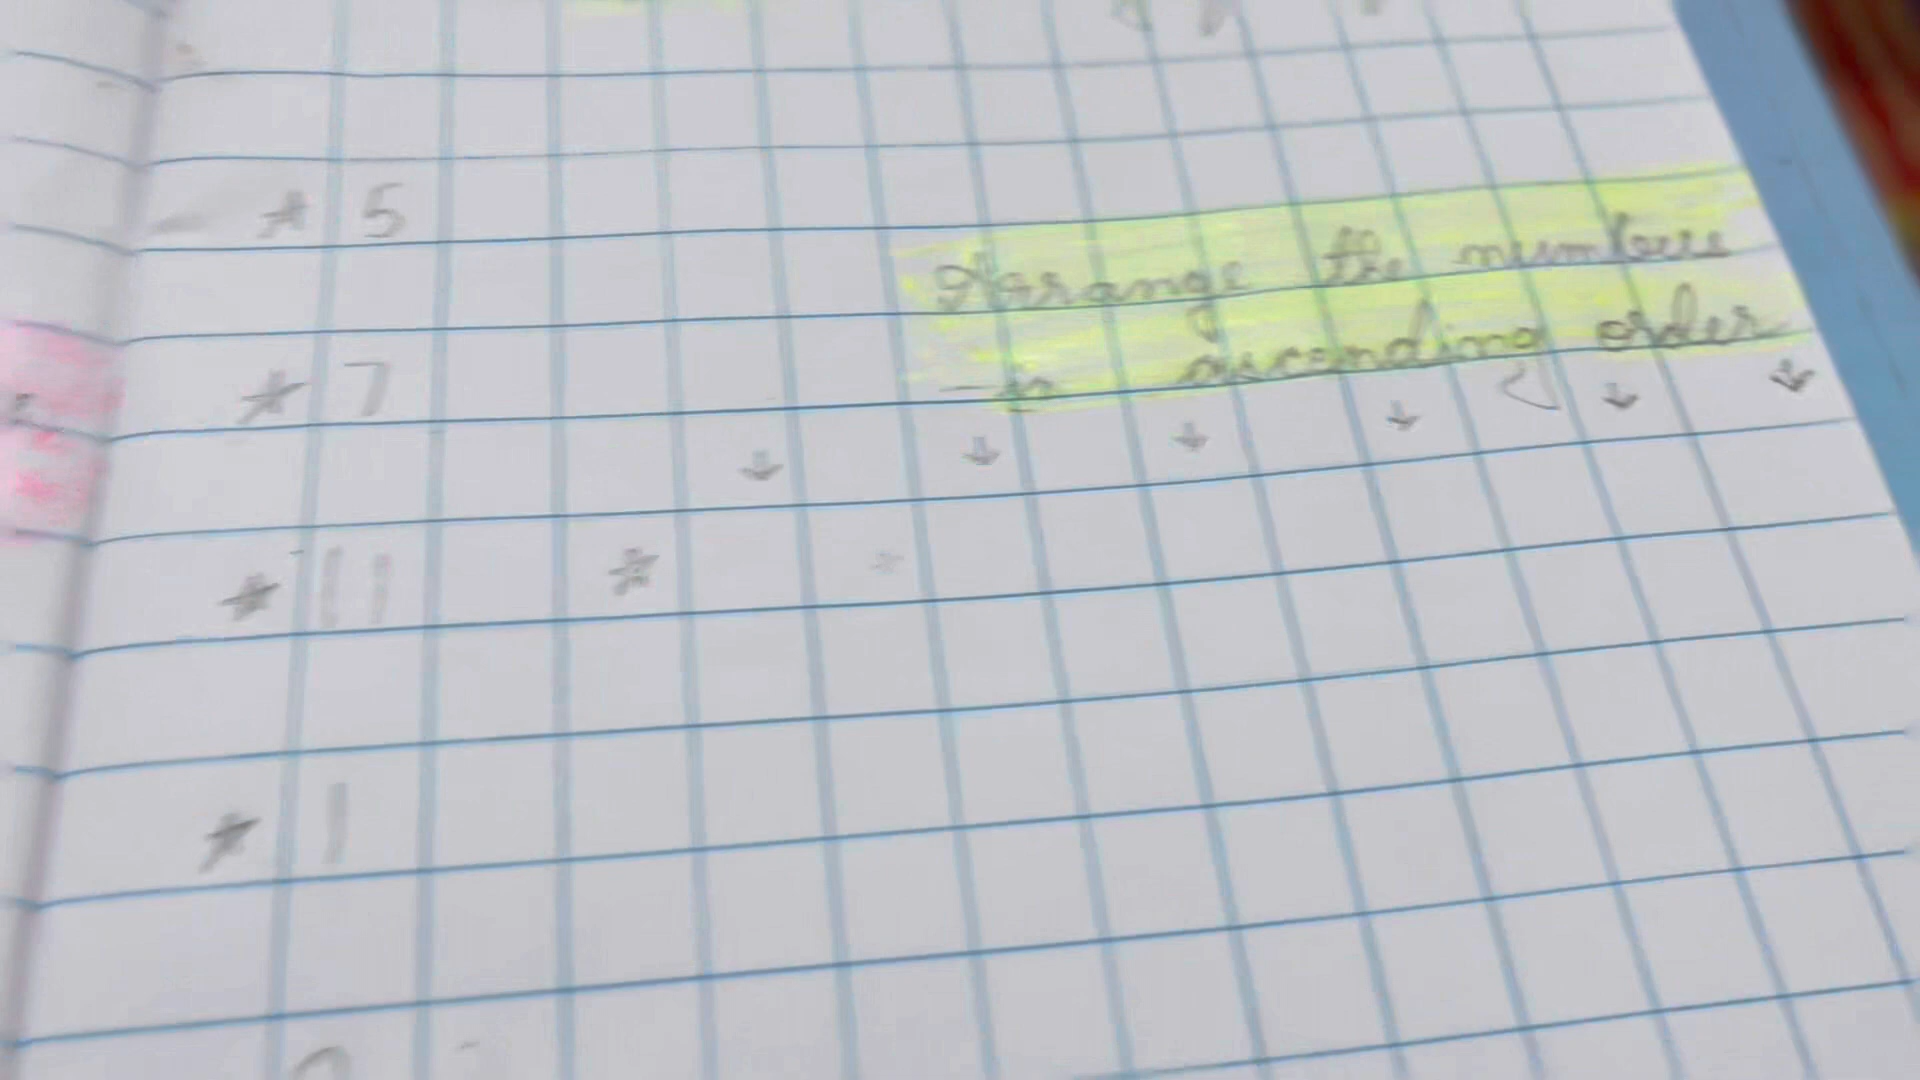 * 5
Arrange the numbers
in ascending order
* 7
↓ ↓ ↓ ↓ ↓ ↓
* 11 * *
* 1